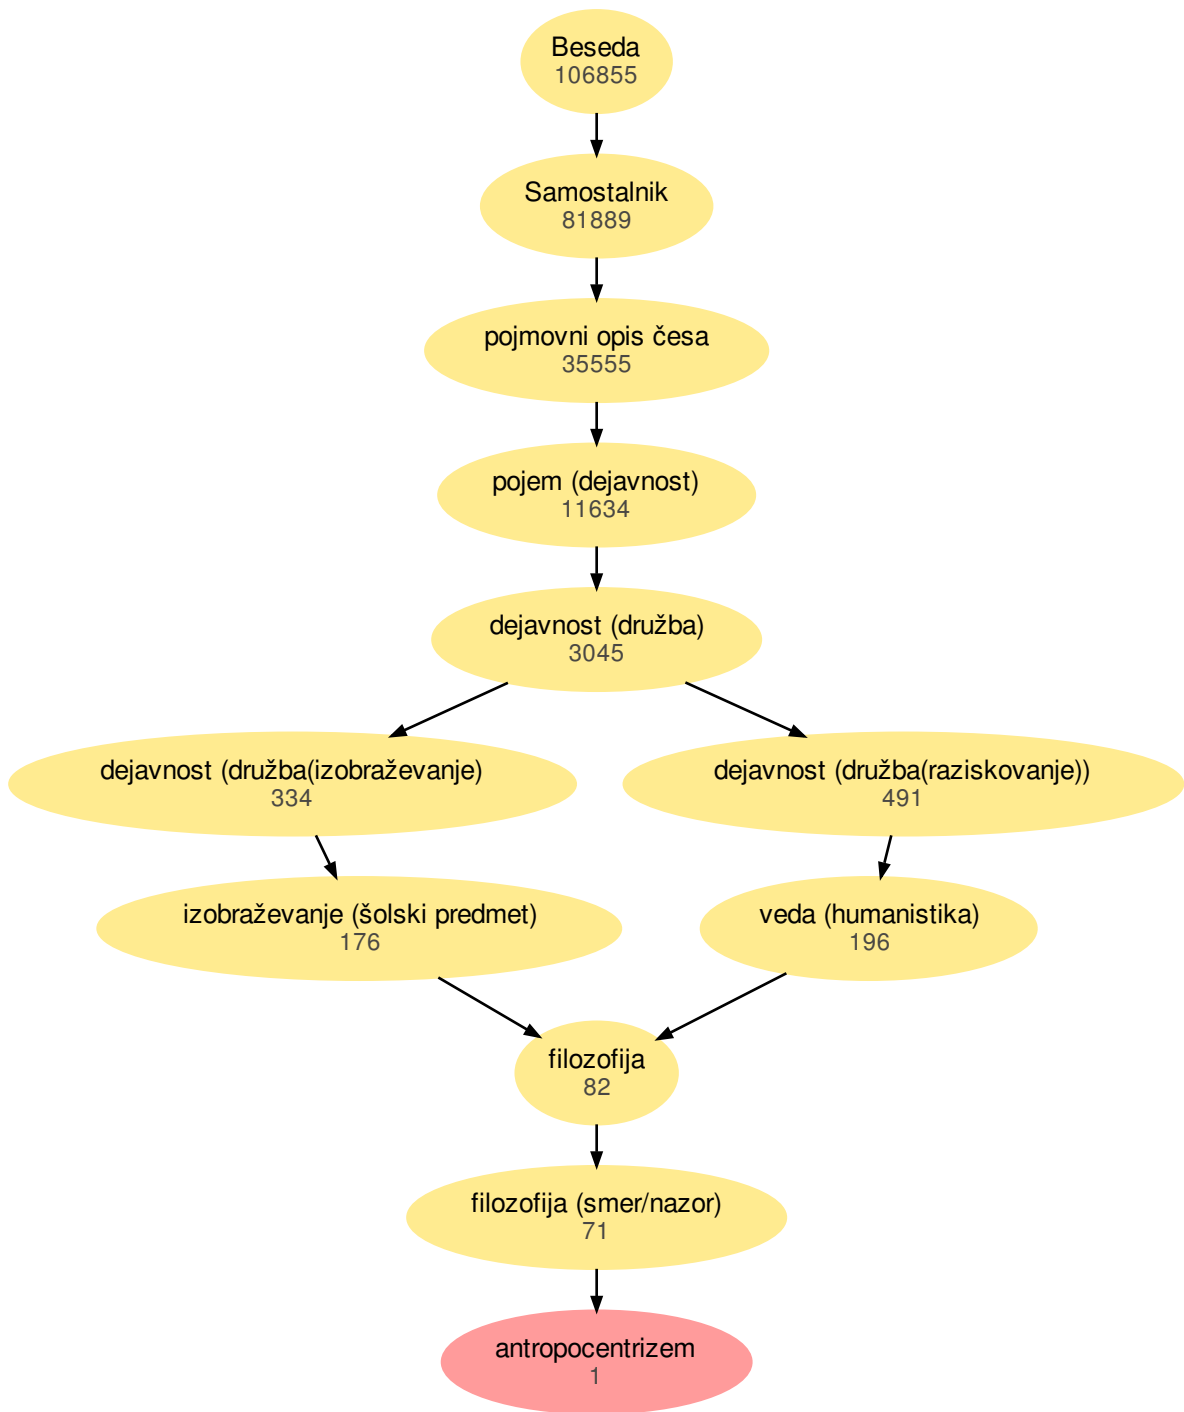 Beseda
106855
Samostalnik
81889
pojmovni opis česa
35555
pojem (dejavnost)
11634
dejavnost (družba)
3045
dejavnost (družba(izobraževanje)
334
dejavnost (družba(raziskovanje))
491
izobraževanje (šolski predmet)
176
veda (humanistika)
196
filozofija
82
filozofija (smer/nazor)
71
antropocentrizem
1